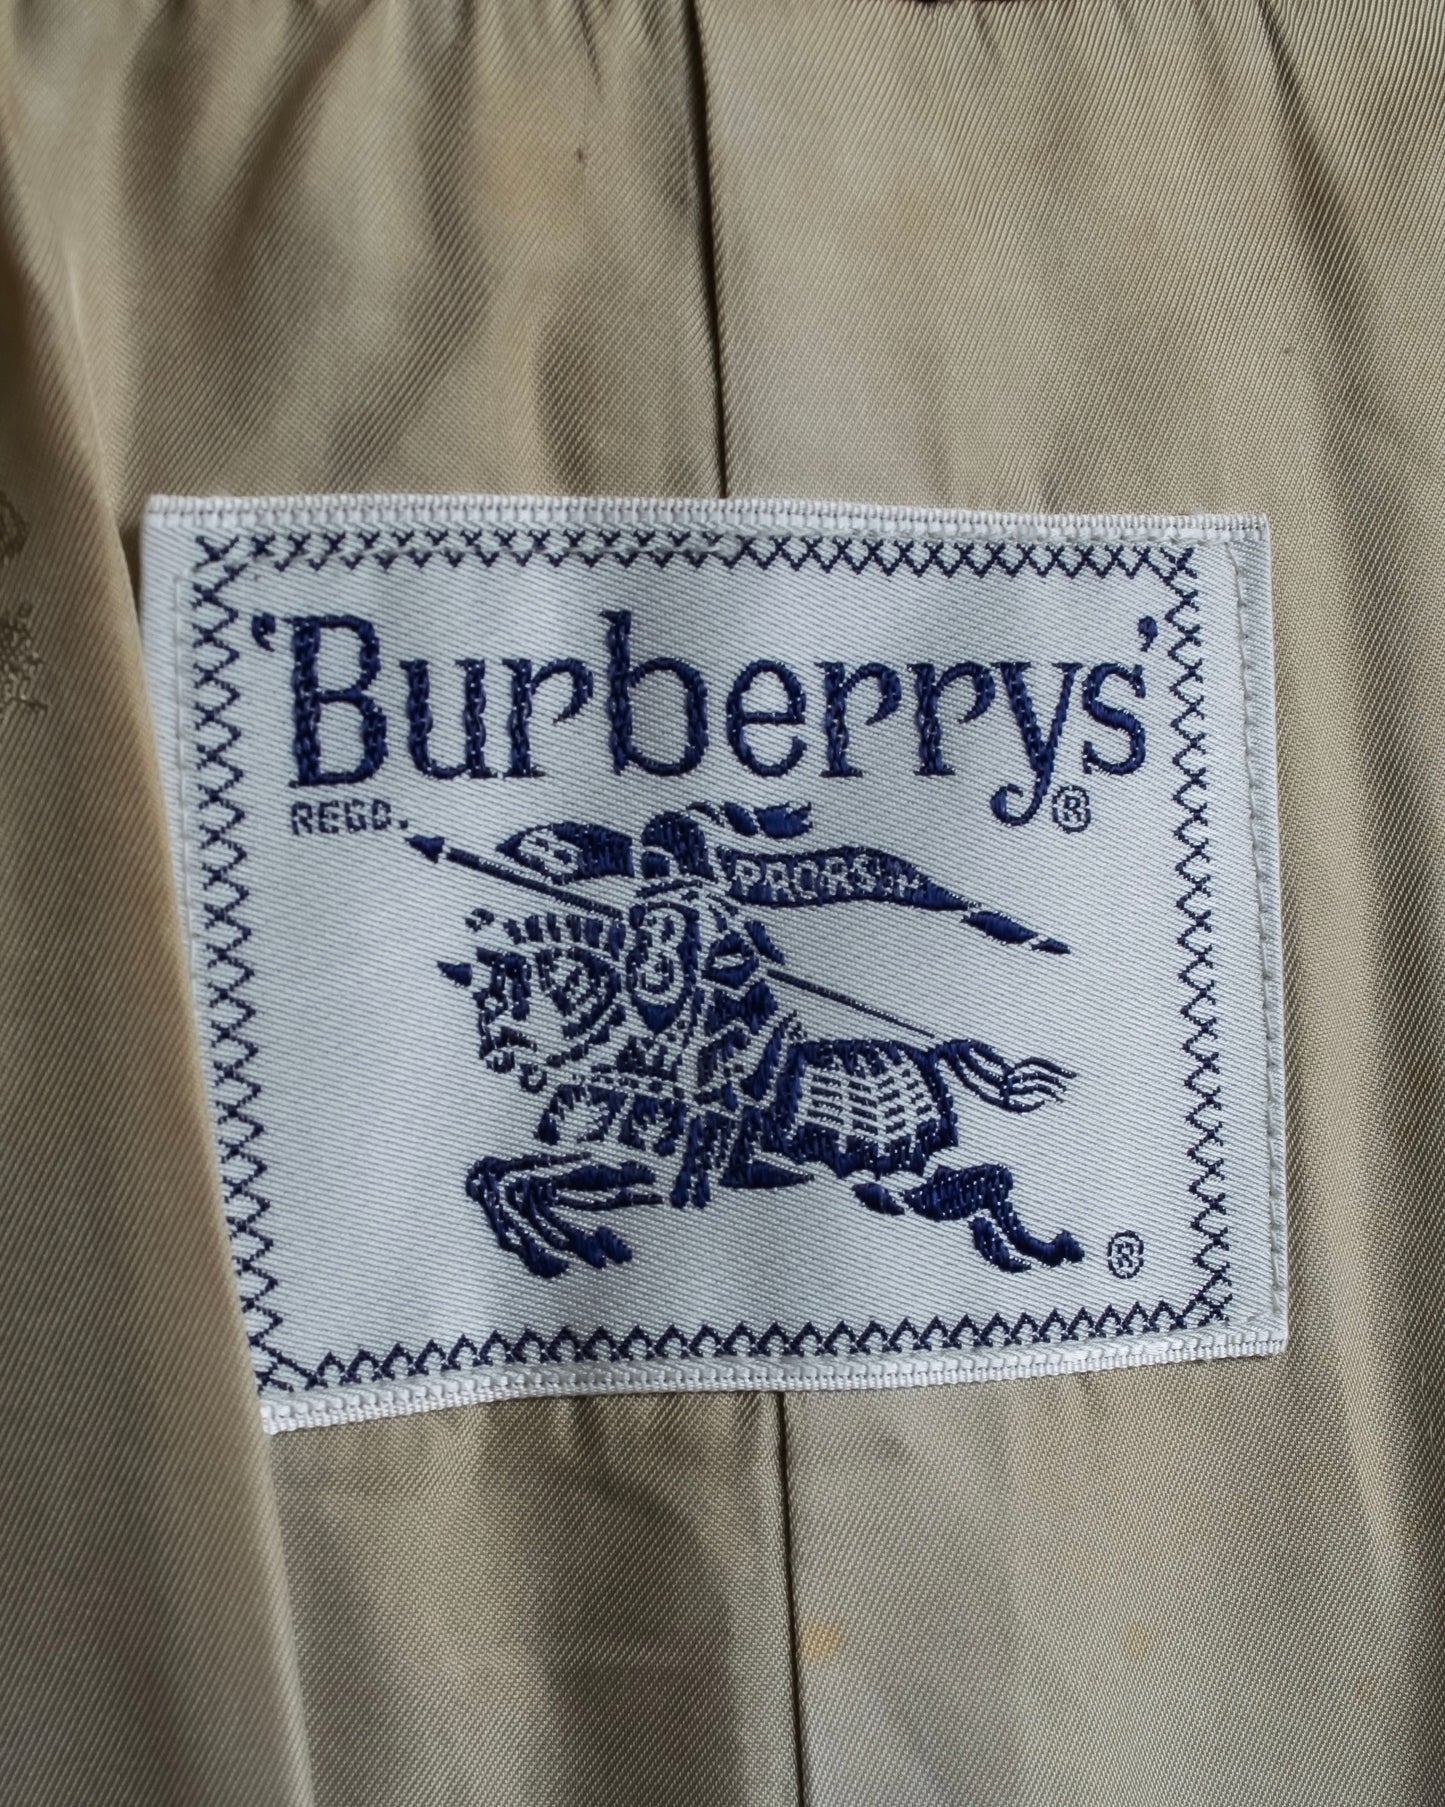 'Burberrys'
REGD. ®
PRORSUM
®